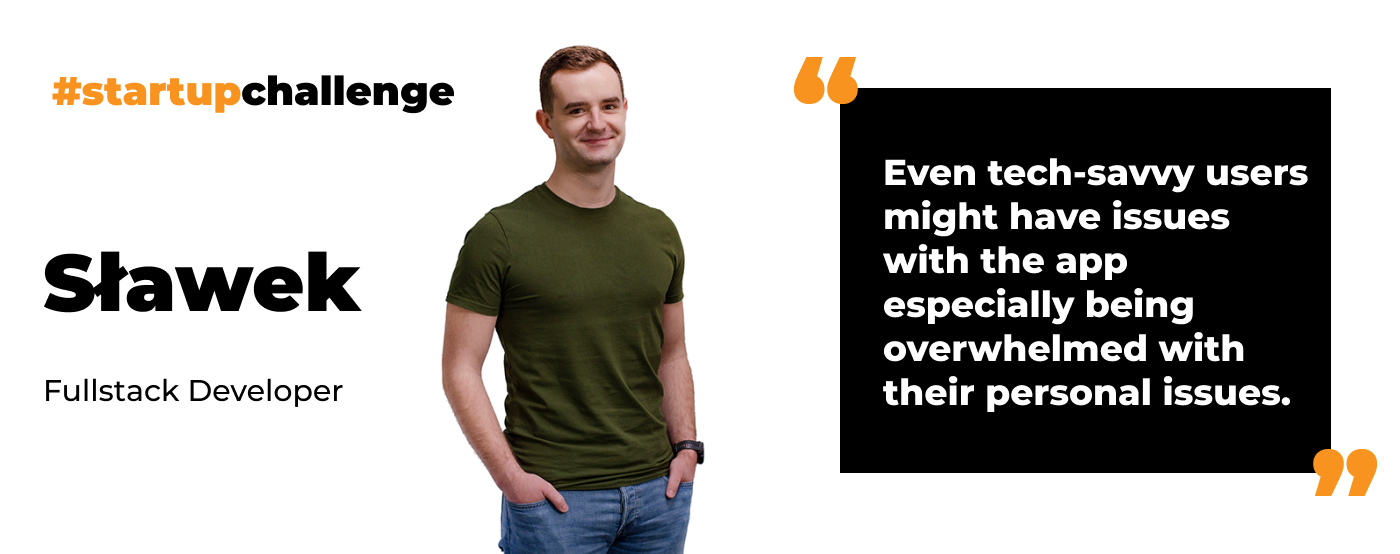 #startupchallenge
Sławek
Fullstack Developer
“
Even tech-savvy users
might have issues
with the app
especially being
overwhelmed with
their personal issues.
”